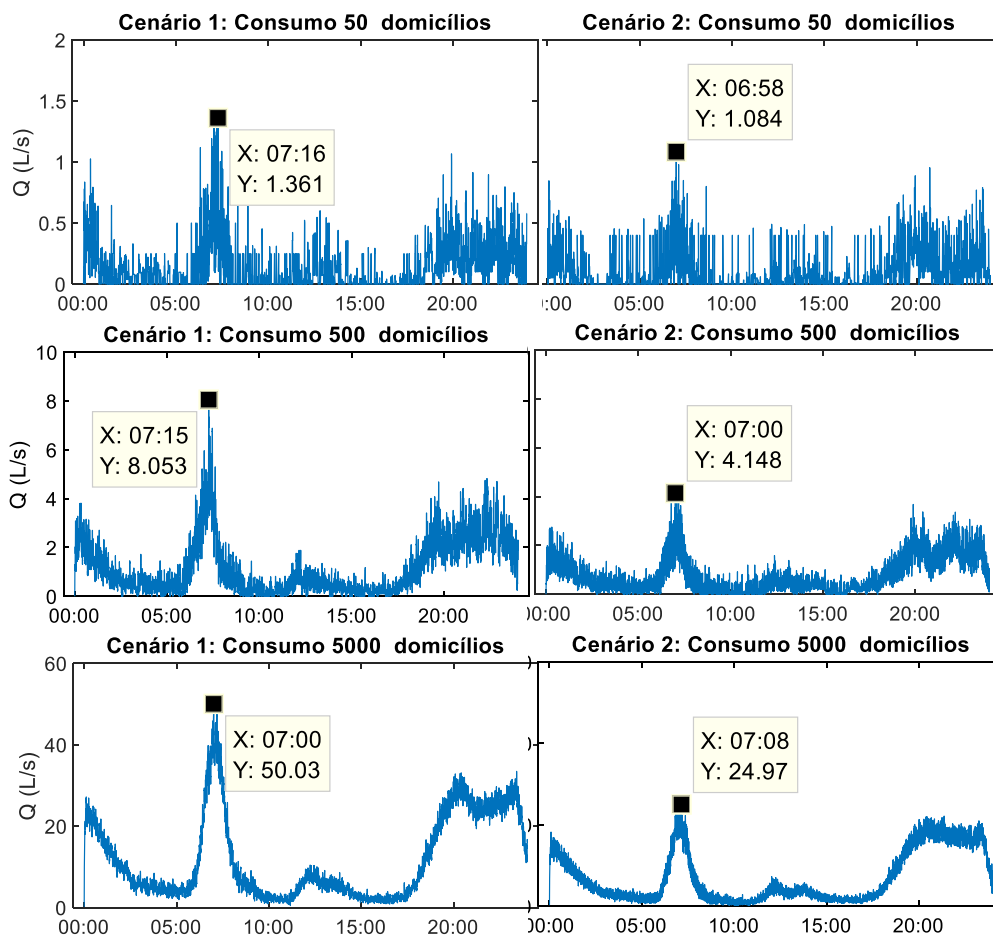 Cenário 1: Consumo 50 domicílios
Q (L/s)
2
1.5
1
0.5
0
X: 07:16
Y: 1.361
00:00 05:00 10:00 15:00 20:00
Cenário 2: Consumo 50 domicílios
X: 06:58
Y: 1.084
00:00 05:00 10:00 15:00 20:00
Cenário 1: Consumo 500 domicílios
Q (L/s)
10
8
6
4
2
0
X: 07:15
Y: 8.053
00:00 05:00 10:00 15:00 20:00
Cenário 2: Consumo 500 domicílios
X: 07:00
Y: 4.148
00:00 05:00 10:00 15:00 20:00
Cenário 1: Consumo 5000 domicílios
Q (L/s)
60
40
20
0
X: 07:00
Y: 50.03
00:00 05:00 10:00 15:00 20:00
Cenário 2: Consumo 5000 domicílios
X: 07:08
Y: 24.97
00:00 05:00 10:00 15:00 20:00